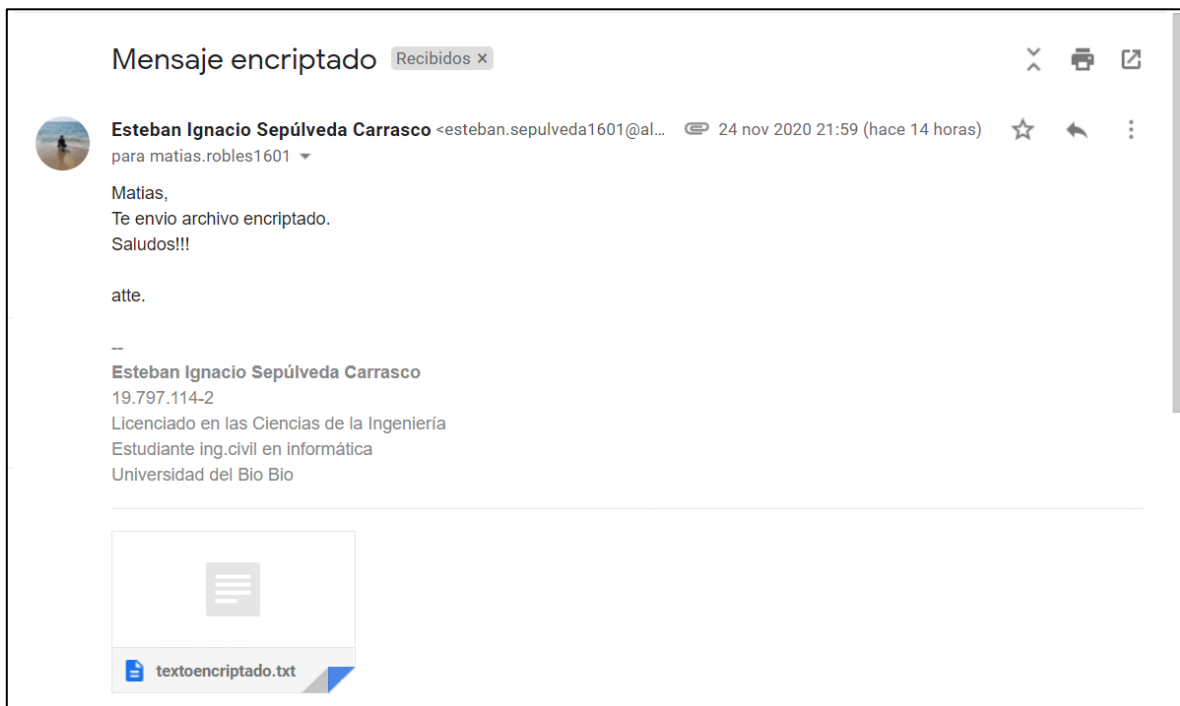 Mensaje encriptado Recibidos ×
Esteban Ignacio Sepúlveda Carrasco <esteban.sepulveda1601@al... 24 nov 2020 21:59 (hace 14 horas)
para matias.robles1601
Matias,
Te envio archivo encriptado.
Saludos!!!
atte.
--
Esteban Ignacio Sepúlveda Carrasco
19.797.114-2
Licenciado en las Ciencias de la Ingeniería
Estudiante ing.civil en informática
Universidad del Bio Bio
textoencriptado.txt